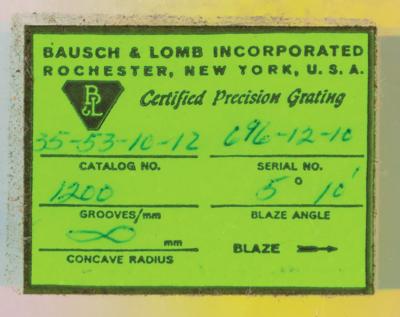 BAUSCH & LOMB INCORPORATED
ROCHESTER, NEW YORK, U. S. A.
B&L Certified Precision Grating
35-53-10-12 696-12-10
CATALOG NO. SERIAL NO.
1200 5° 10'
GROOVES/mm BLAZE ANGLE
∞ mm BLAZE →
CONCAVE RADIUS